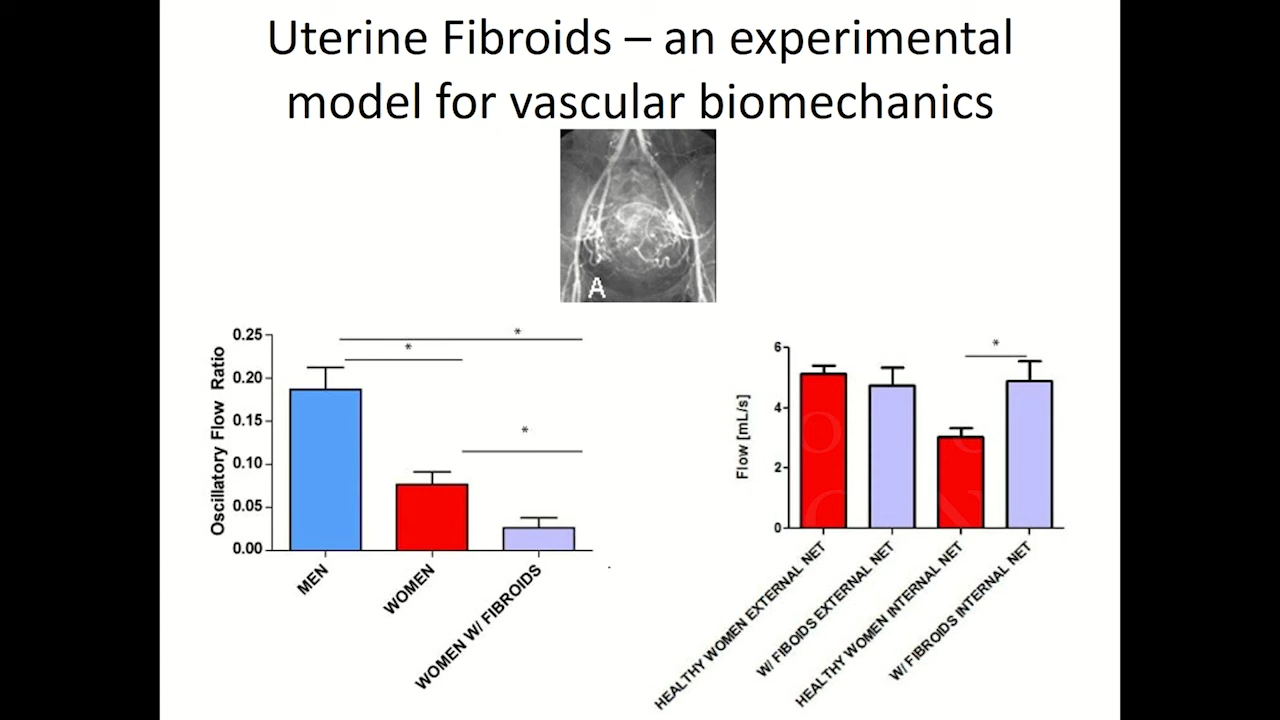 Uterine Fibroids – an experimental
model for vascular biomechanics
A
Oscillatory Flow Ratio
0.25
0.20
0.15
0.10
0.05
0.00
*
*
*
MEN
WOMEN
WOMEN W/ FIBROIDS
Flow [mL/s]
6
4
2
0
*
HEALTHY WOMEN EXTERNAL NET
W/ FIBOIDS EXTERNAL NET
HEALTHY WOMEN INTERNAL NET
W/ FIBROIDS INTERNAL NET